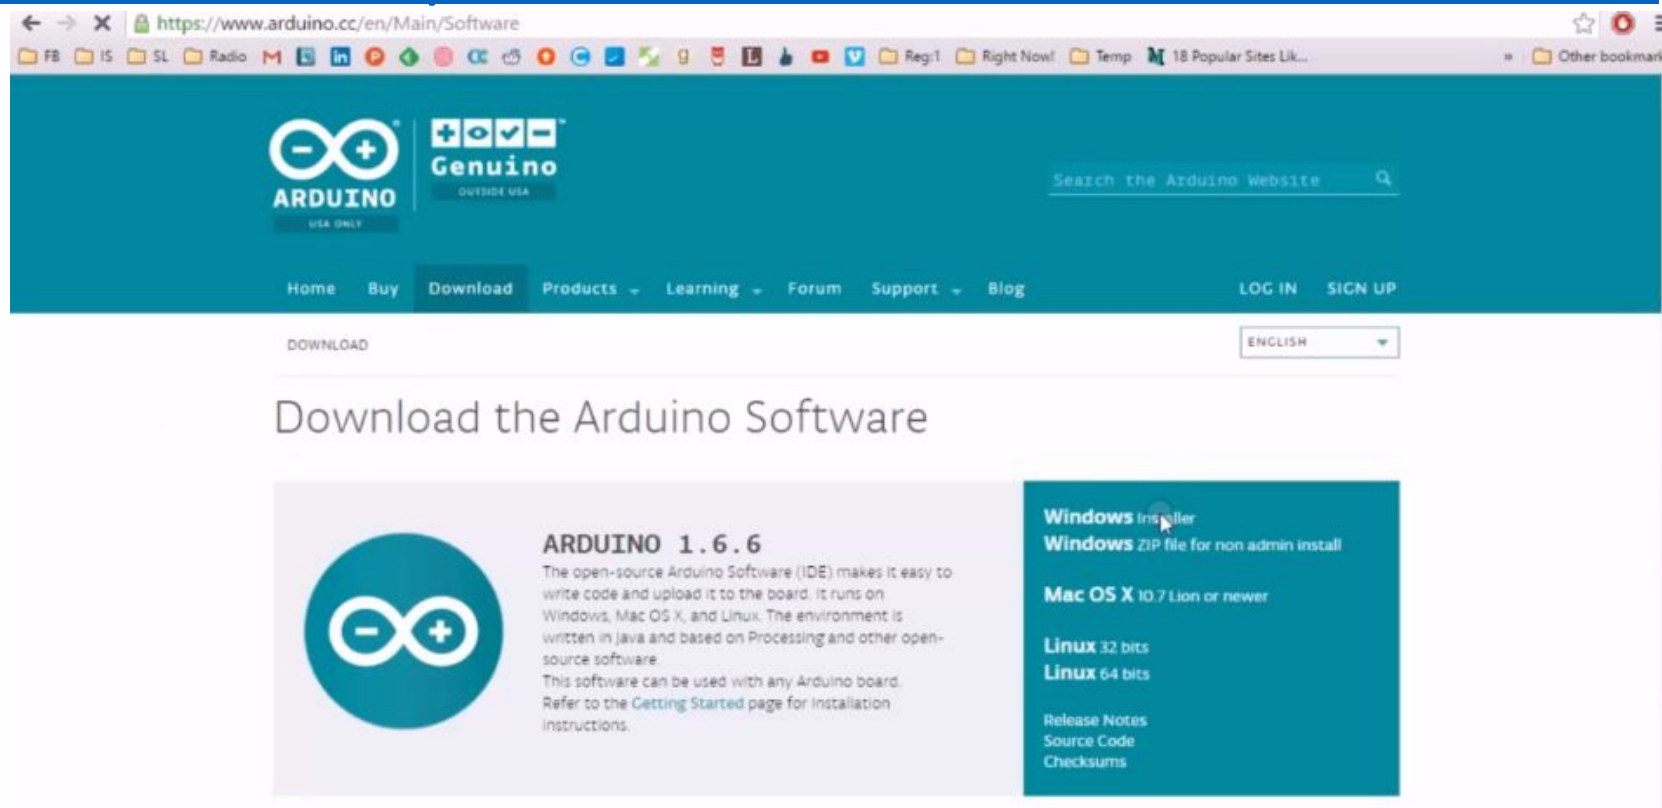 https://www.arduino.cc/en/Main/Software
FB IS SL Radio Reg:1 Right Now! Temp 18 Popular Sites Lik... » Other bookmark
ARDUINO
USA ONLY
Genuino
OUTSIDE USA
Search the Arduino Website
Home Buy Download Products Learning Forum Support Blog LOG IN SIGN UP
DOWNLOAD
ENGLISH
Download the Arduino Software
ARDUINO 1.6.6
The open-source Arduino Software (IDE) makes it easy to
write code and upload it to the board. It runs on
Windows, Mac OS X, and Linux. The environment is
written in Java and based on Processing and other open-
source software.
This software can be used with any Arduino board.
Refer to the Getting Started page for Installation
instructions.
Windows Installer
Windows ZIP file for non admin install
Mac OS X 10.7 Lion or newer
Linux 32 bits
Linux 64 bits
Release Notes
Source Code
Checksums